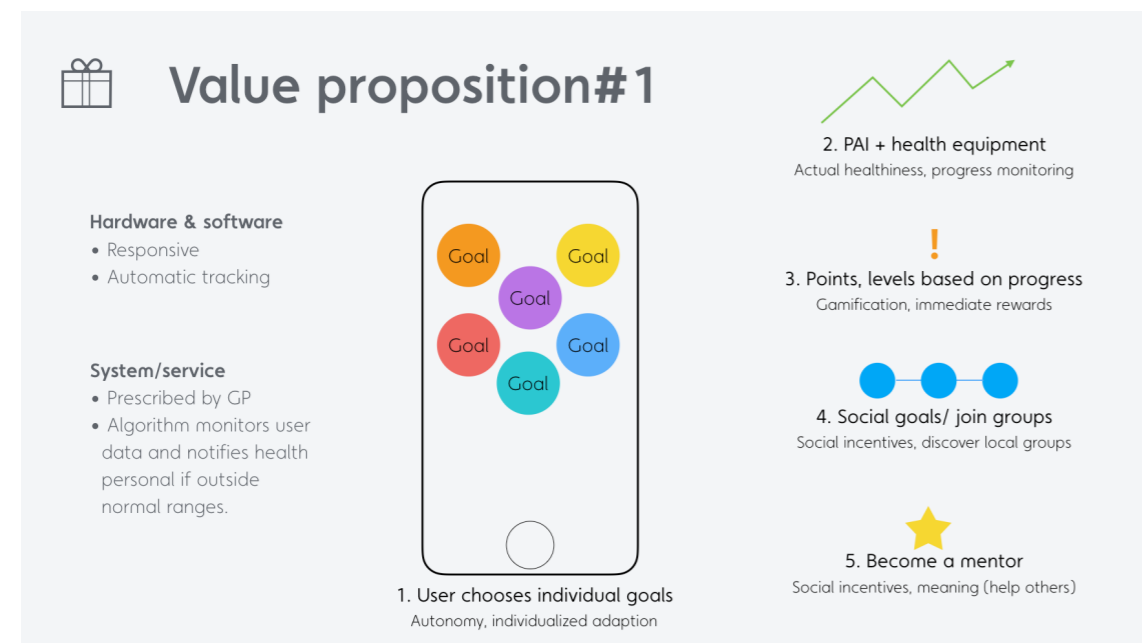 Value proposition#1
Hardware & software
• Responsive
• Automatic tracking
System/service
• Prescribed by GP
• Algorithm monitors user
data and notifies health
personal if outside
normal ranges.
Goal
Goal
Goal
Goal
Goal
Goal
1. User chooses individual goals
Autonomy, individualized adaption
2. PAI + health equipment
Actual healthiness, progress monitoring
!
3. Points, levels based on progress
Gamification, immediate rewards
4. Social goals/ join groups
Social incentives, discover local groups
5. Become a mentor
Social incentives, meaning (help others)